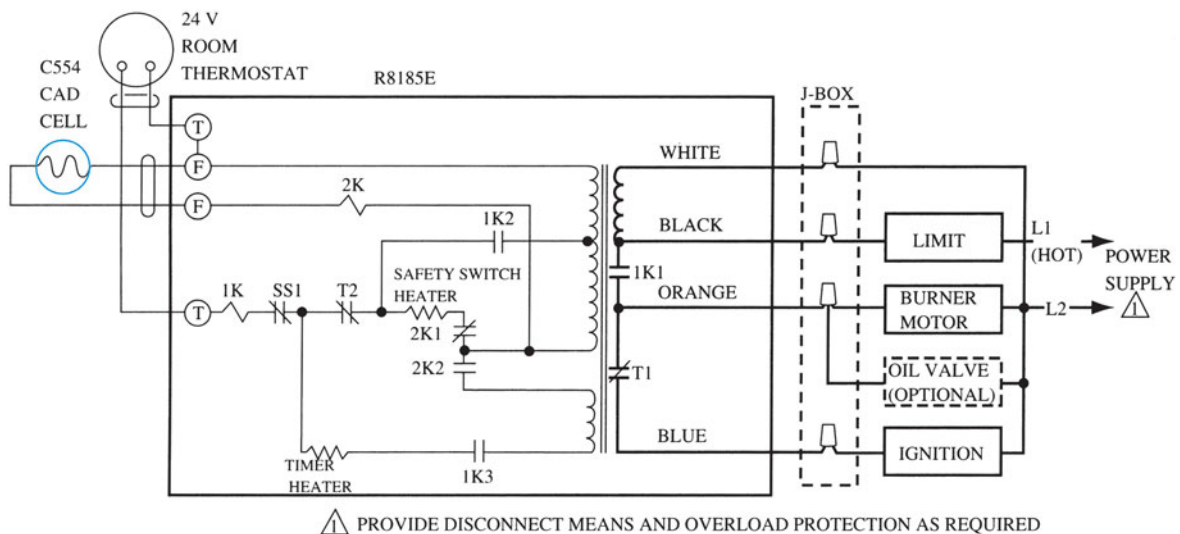 24 V
ROOM
THERMOSTAT
C554
CAD
CELL
R8185E
J-BOX
T
F
F
T
WHITE
2K
1K2
BLACK
LIMIT
L1
(HOT)
POWER
SUPPLY
1
1K1
SAFETY SWITCH
HEATER
ORANGE
BURNER
MOTOR
L2
1K
SS1
T2
2K1
2K2
T1
OIL VALVE
(OPTIONAL)
BLUE
IGNITION
TIMER
HEATER
1K3
1 PROVIDE DISCONNECT MEANS AND OVERLOAD PROTECTION AS REQUIRED